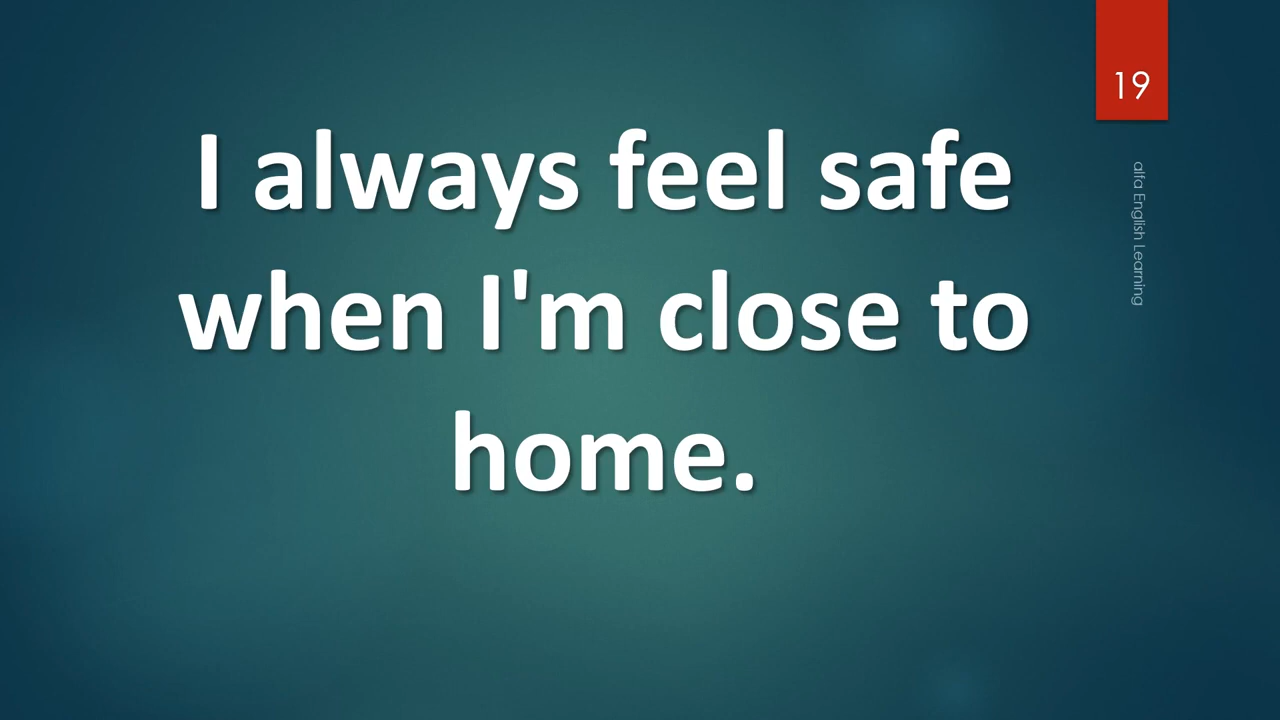 19
I always feel safe
when I'm close to
home.
alfa English Learning